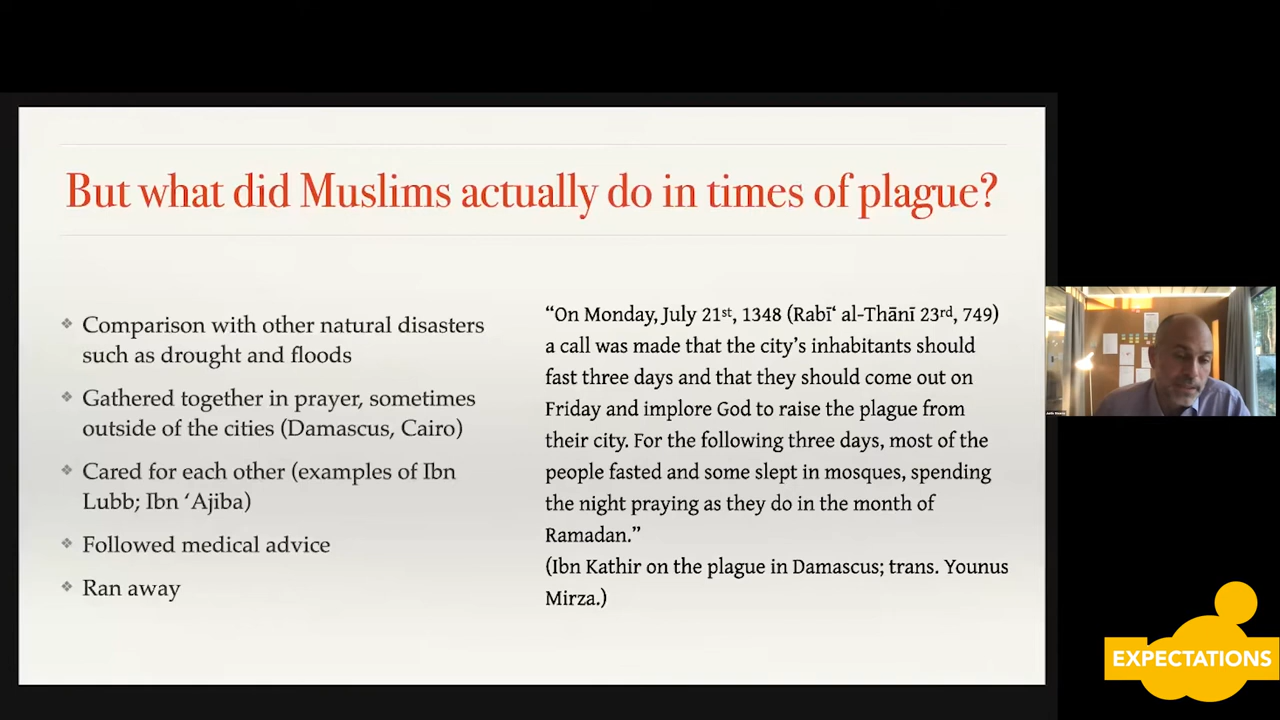 But what did Muslims actually do in times of plague?
❖ Comparison with other natural disasters
such as drought and floods
❖ Gathered together in prayer, sometimes
outside of the cities (Damascus, Cairo)
❖ Cared for each other (examples of Ibn
Lubb; Ibn ‘Ajiba)
❖ Followed medical advice
❖ Ran away
“On Monday, July 21st, 1348 (Rabī‘ al-Thānī 23rd, 749)
a call was made that the city’s inhabitants should
fast three days and that they should come out on
Friday and implore God to raise the plague from
their city. For the following three days, most of the
people fasted and some slept in mosques, spending
the night praying as they do in the month of
Ramadan.”
(Ibn Kathir on the plague in Damascus; trans. Younus
Mirza.)
EXPECTATIONS